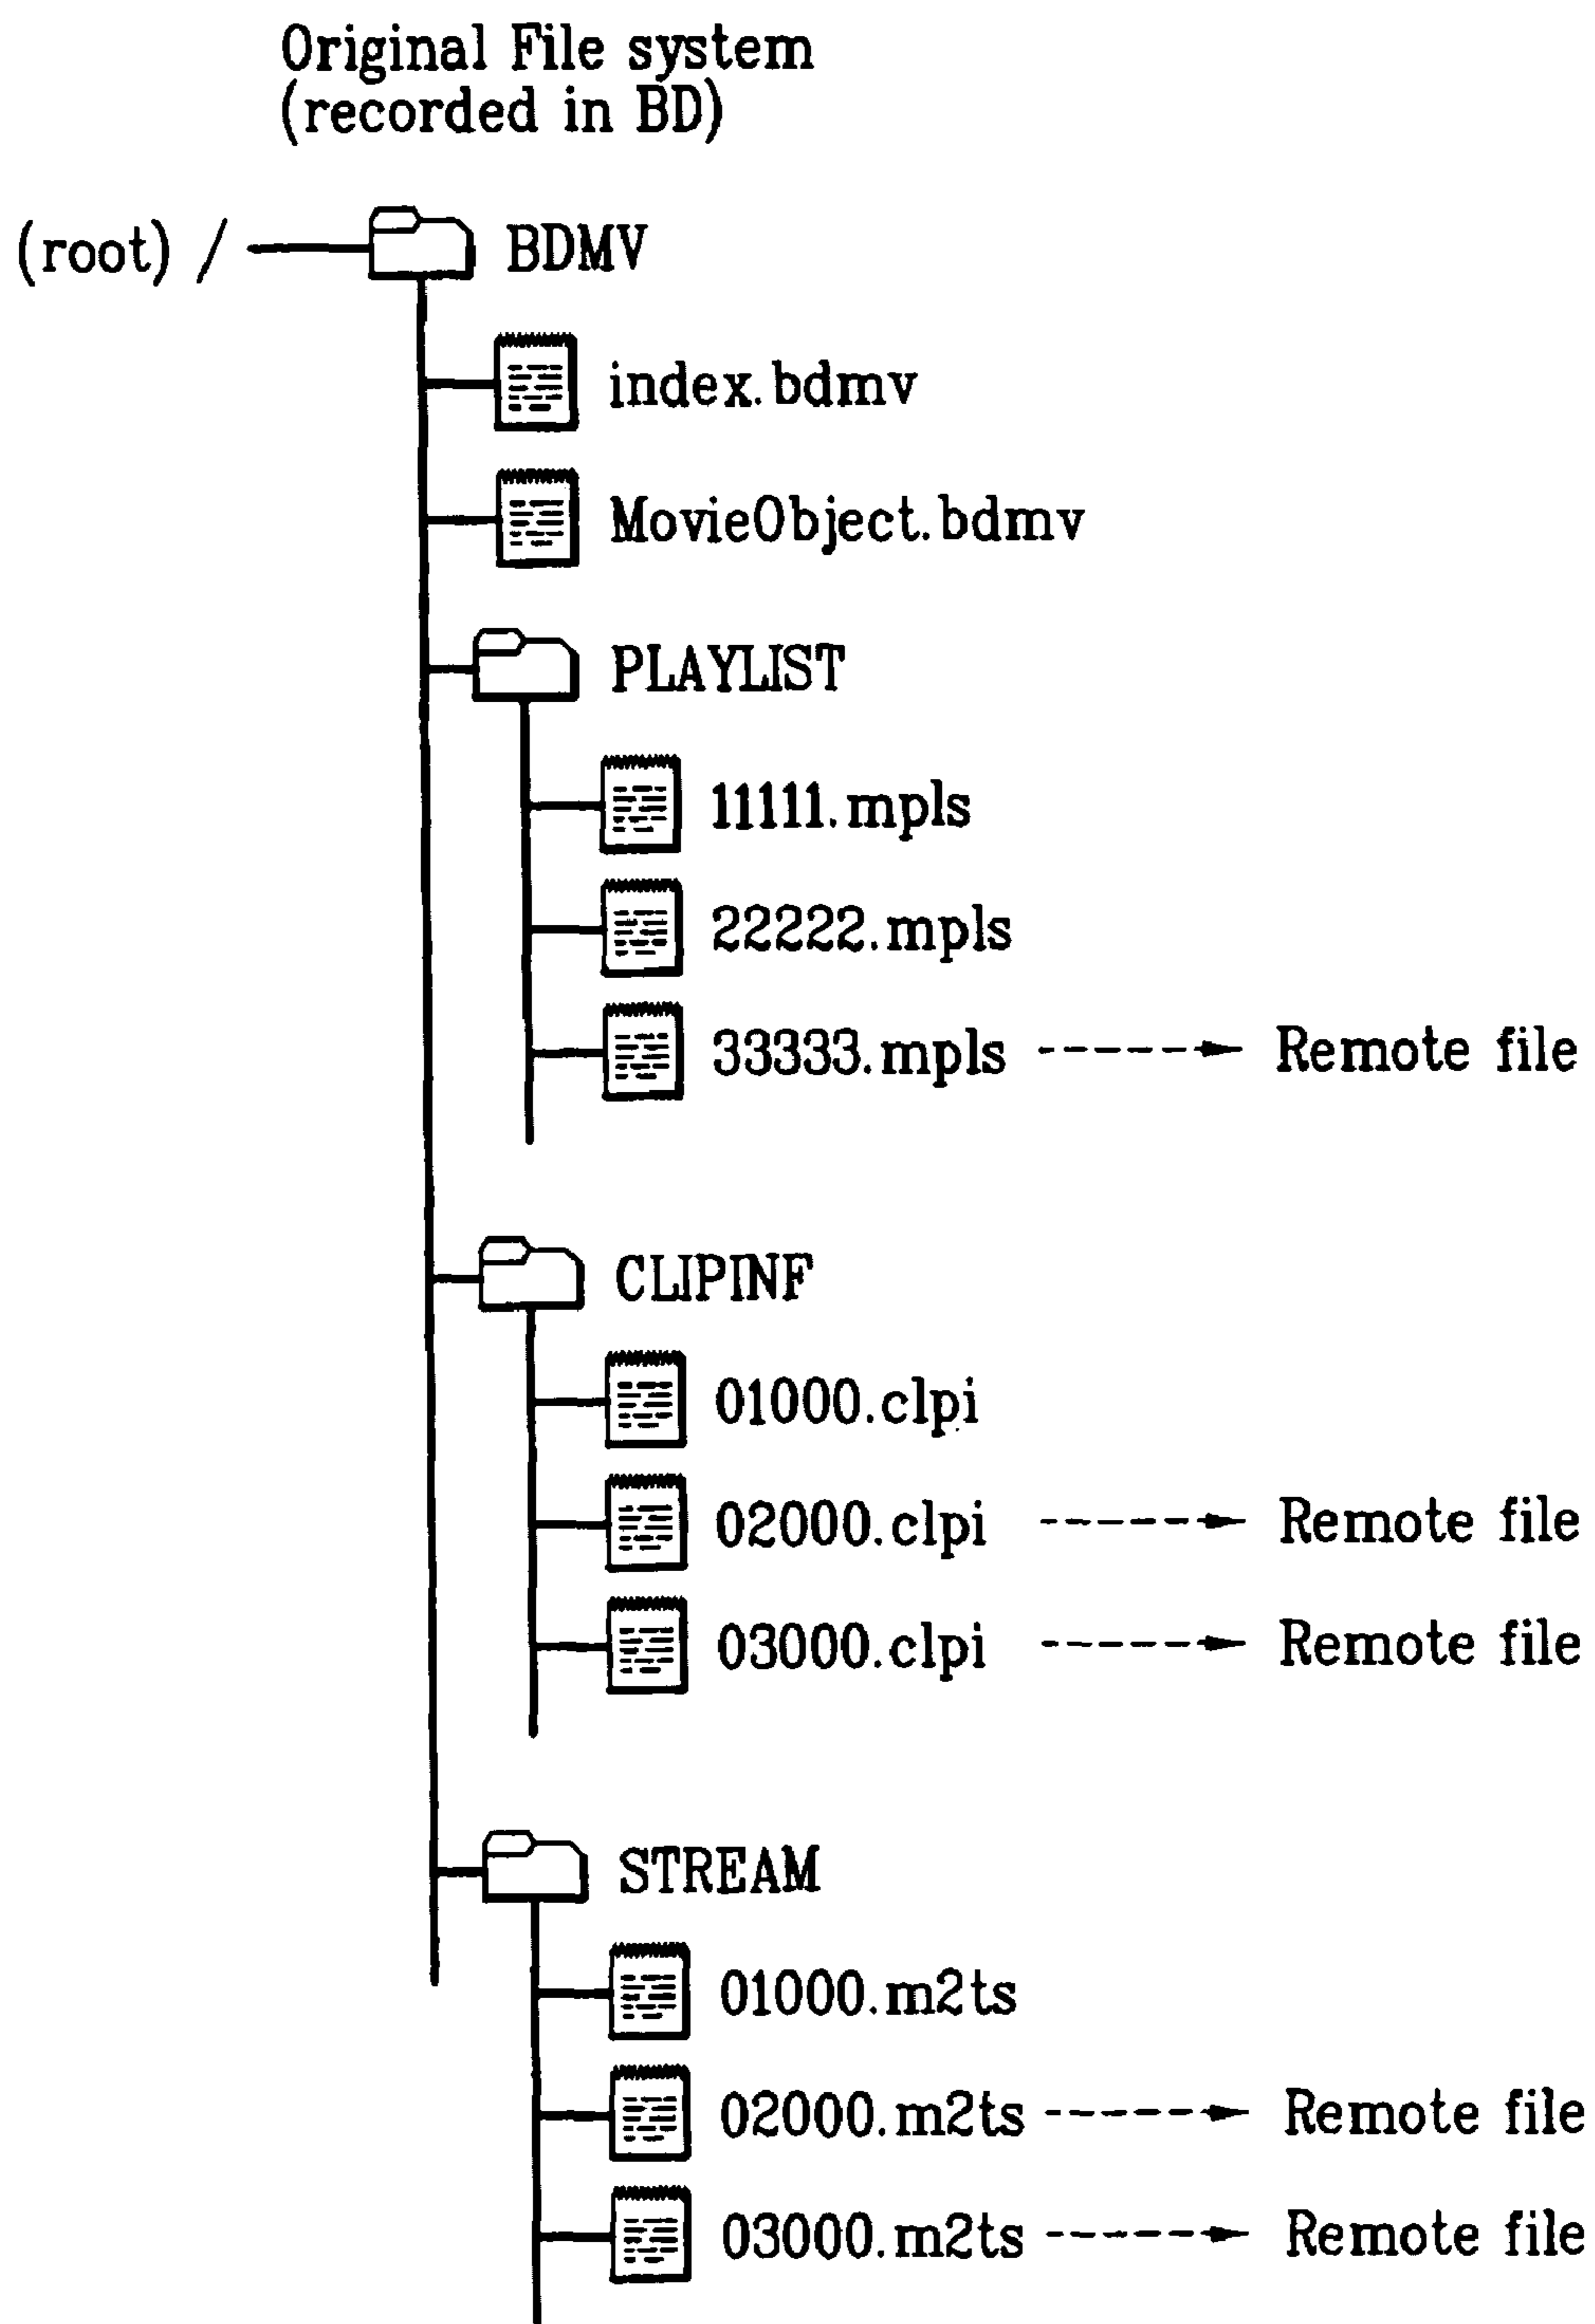 Original File system
(recorded in BD)
(root) / BDMV
index.bdmv
MovieObject.bdmv
PLAYLIST
11111.mpls
22222.mpls
33333.mpls Remote file
CLIPINF
01000.clpi
02000.clpi Remote file
03000.clpi Remote file
STREAM
01000.m2ts
02000.m2ts Remote file
03000.m2ts Remote file